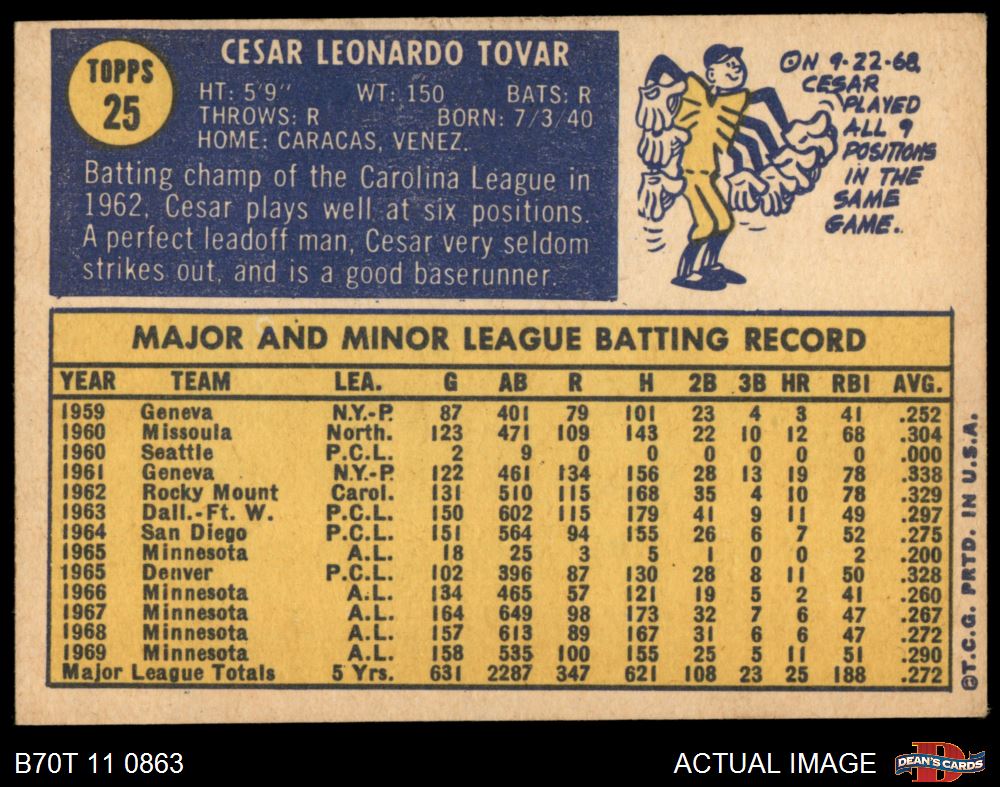 TOPPS
25
CESAR LEONARDO TOVAR
HT: 5'9" WT: 150 BATS: R
THROWS: R BORN: 7/3/40
HOME: CARACAS, VENEZ.
Batting champ of the Carolina League in
1962, Cesar plays well at six positions.
A perfect leadoff man, Cesar very seldom
strikes out, and is a good baserunner.
ON 9-22-68,
CESAR
PLAYED
ALL 9
POSITIONS
IN THE
SAME
GAME.
MAJOR AND MINOR LEAGUE BATTING RECORD
YEAR TEAM LEA. G AB R H 2B 3B HR RBI AVG.
1959 Geneva N.Y.-P. 87 401 79 101 23 4 3 41 .252
1960 Missoula North. 123 471 109 143 22 10 12 68 .304
1960 Seattle P.C.L. 2 9 0 0 0 0 0 0 .000
1961 Geneva N.Y.-P. 122 461 134 156 28 13 19 78 .338
1962 Rocky Mount Carol. 131 510 115 168 35 4 10 78 .329
1963 Dall.-Ft. W. P.C.L. 150 602 115 179 41 9 11 49 .297
1964 San Diego P.C.L. 151 564 94 155 26 6 7 52 .275
1965 Minnesota A.L. 18 25 3 5 1 0 0 2 .200
1965 Denver P.C.L. 102 396 87 130 28 8 11 50 .328
1966 Minnesota A.L. 134 465 57 121 19 5 2 41 .260
1967 Minnesota A.L. 164 649 98 173 32 7 6 47 .267
1968 Minnesota A.L. 157 613 89 167 31 6 6 47 .272
1969 Minnesota A.L. 158 535 100 155 25 5 11 51 .290
Major League Totals 5 Yrs. 631 2287 347 621 108 23 25 188 .272
©T.C.G. PRTD. IN U.S.A.
B70T 11 0863
ACTUAL IMAGE
DEAN'S CARDS